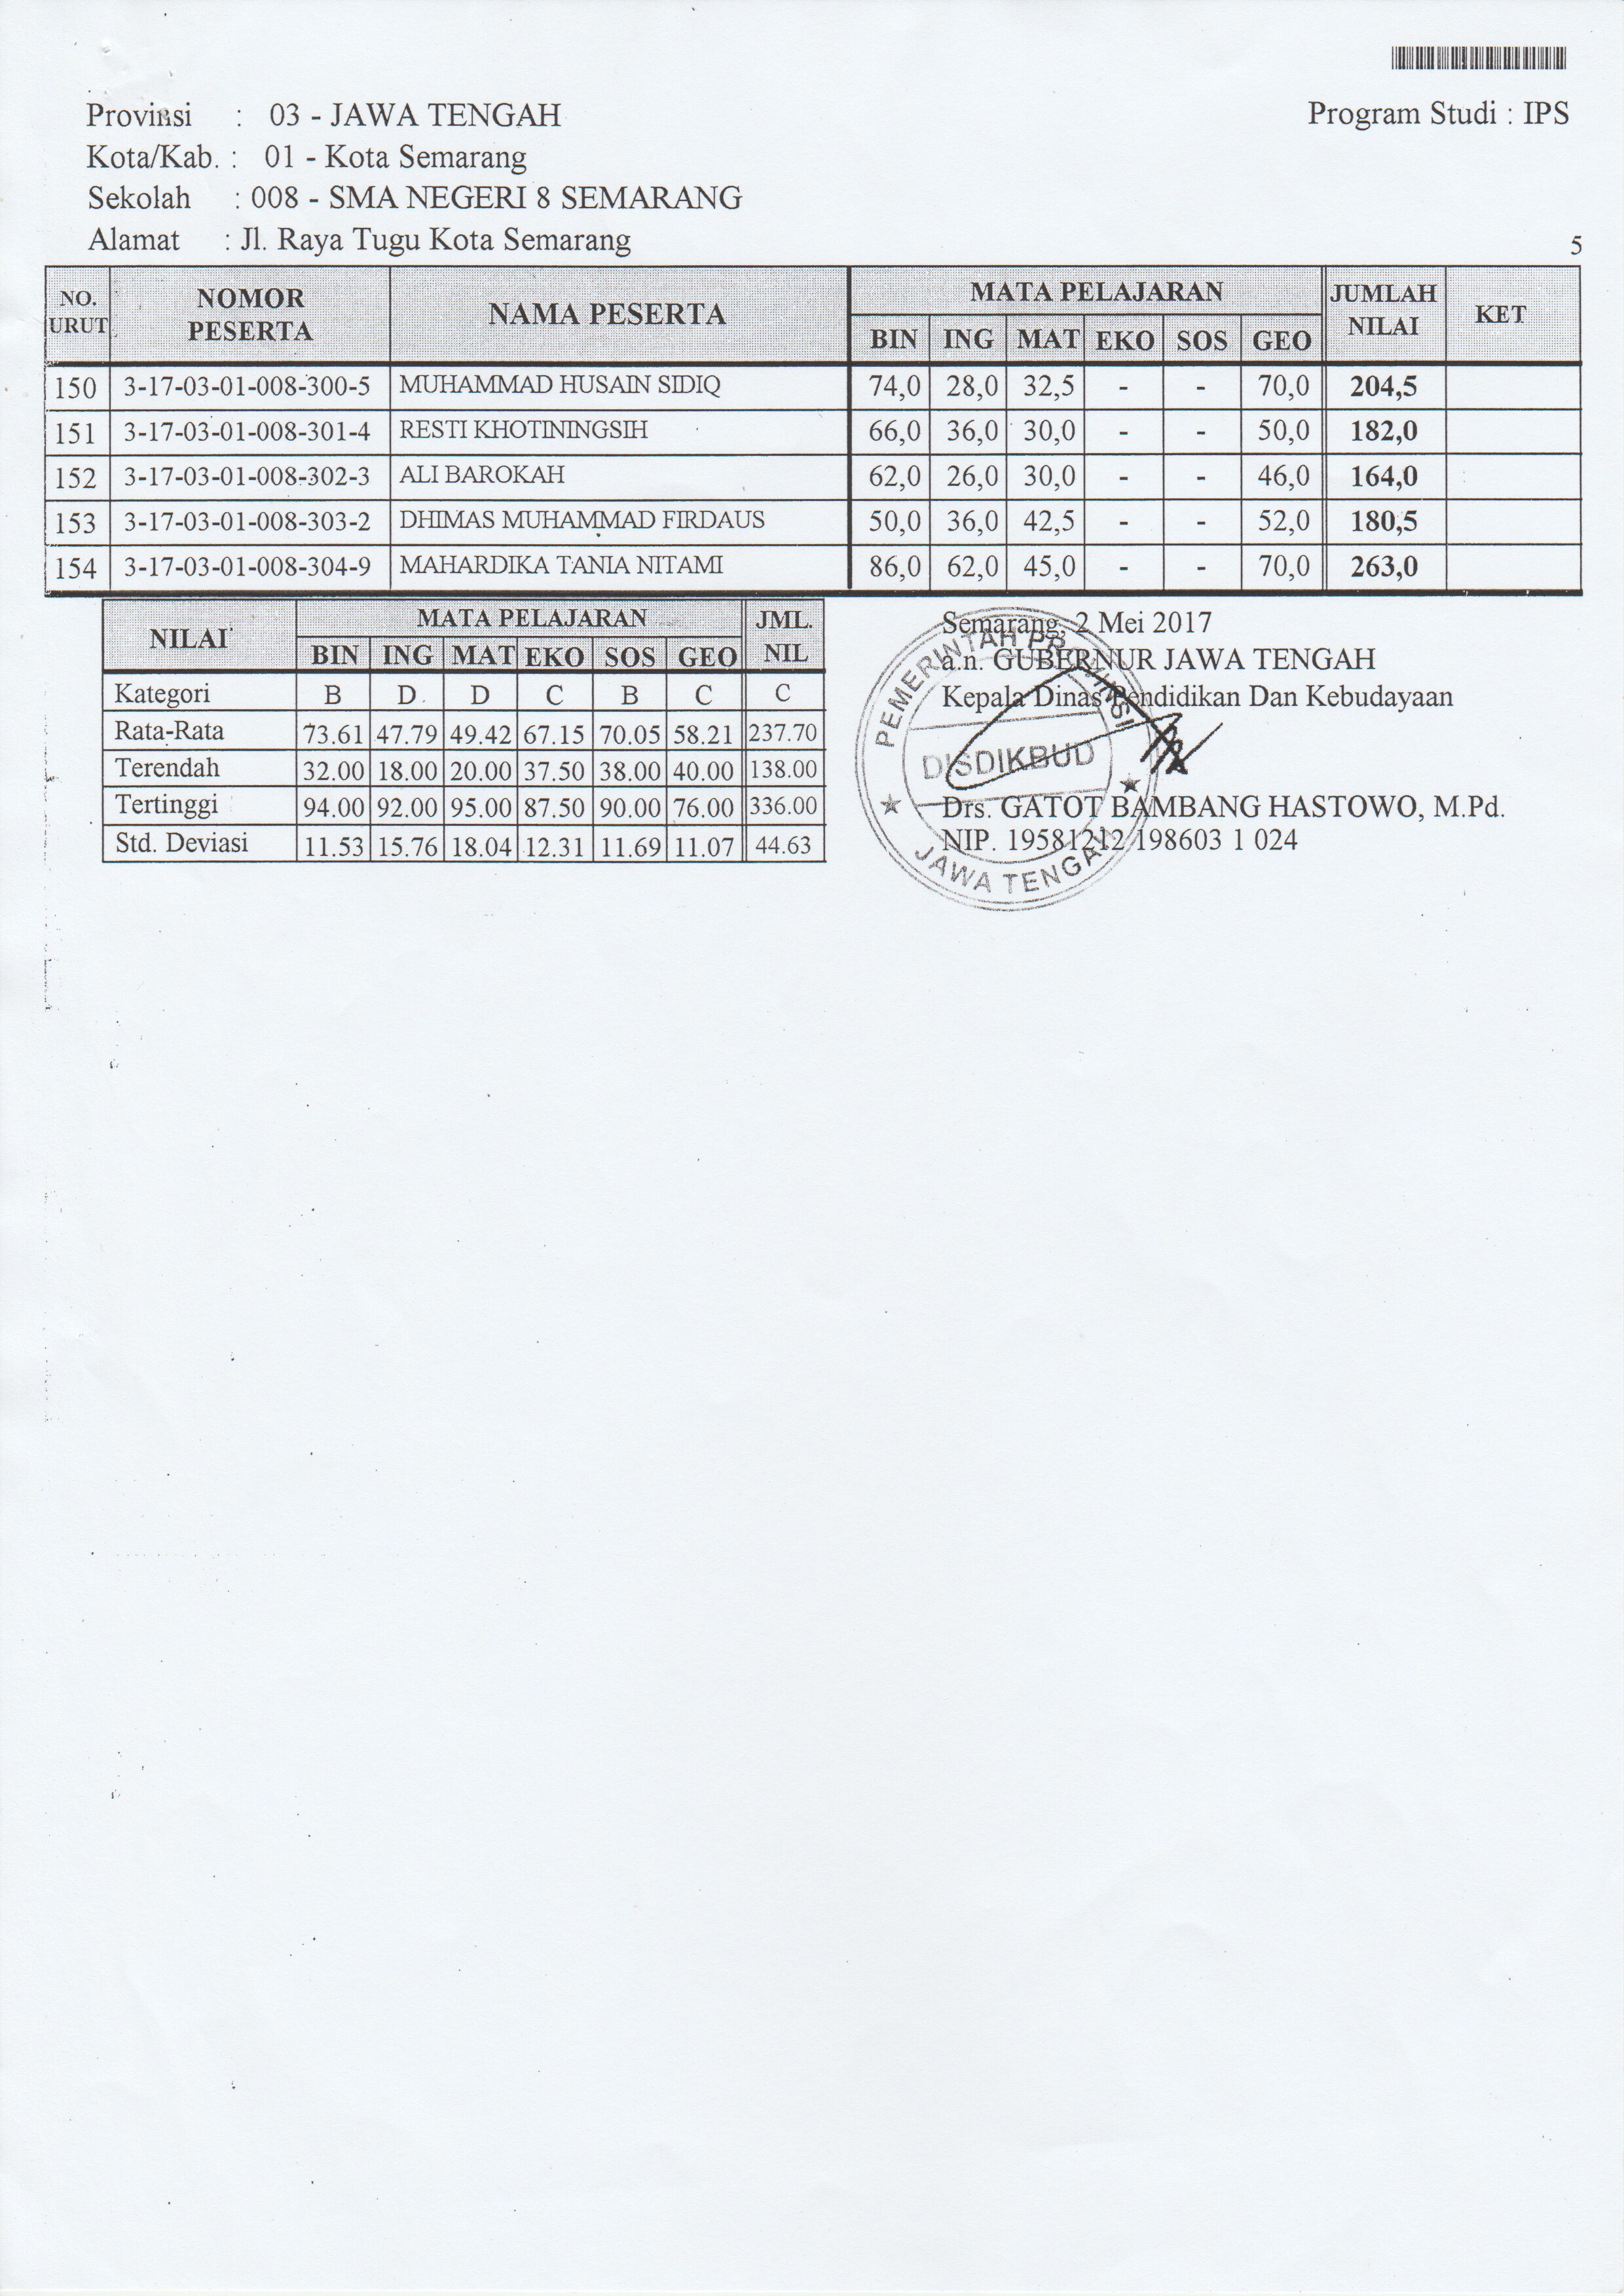 Provinsi : 03 - JAWA TENGAH
Program Studi : IPS
Kota/Kab. : 01 - Kota Semarang
Sekolah : 008 - SMA NEGERI 8 SEMARANG
Alamat : Jl. Raya Tugu Kota Semarang
5
NO. URUT NOMOR PESERTA NAMA PESERTA MATA PELAJARAN JUMLAH NILAI KET
BIN ING MAT EKO SOS GEO
150 3-17-03-01-008-300-5 MUHAMMAD HUSAIN SIDIQ 74,0 28,0 32,5 - - 70,0 204,5
151 3-17-03-01-008-301-4 RESTI KHOTININGSIH 66,0 36,0 30,0 - - 50,0 182,0
152 3-17-03-01-008-302-3 ALI BAROKAH 62,0 26,0 30,0 - - 46,0 164,0
153 3-17-03-01-008-303-2 DHIMAS MUHAMMAD FIRDAUS 50,0 36,0 42,5 - - 52,0 180,5
154 3-17-03-01-008-304-9 MAHARDIKA TANIA NITAMI 86,0 62,0 45,0 - - 70,0 263,0
NILAI MATA PELAJARAN JML. NIL
BIN ING MAT EKO SOS GEO
Kategori B D D C B C C
Rata-Rata 73.61 47.79 49.42 67.15 70.05 58.21 237.70
Terendah 32.00 18.00 20.00 37.50 38.00 40.00 138.00
Tertinggi 94.00 92.00 95.00 87.50 90.00 76.00 336.00
Std. Deviasi 11.53 15.76 18.04 12.31 11.69 11.07 44.63
Semarang, 2 Mei 2017
a.n. GUBERNUR JAWA TENGAH
Kepala Dinas Pendidikan Dan Kebudayaan
Drs. GATOT BAMBANG HASTOWO, M.Pd.
NIP. 19581212 198603 1 024
PEMERINTAH PROVINSI
DISDIKBUD
JAWA TENGAH